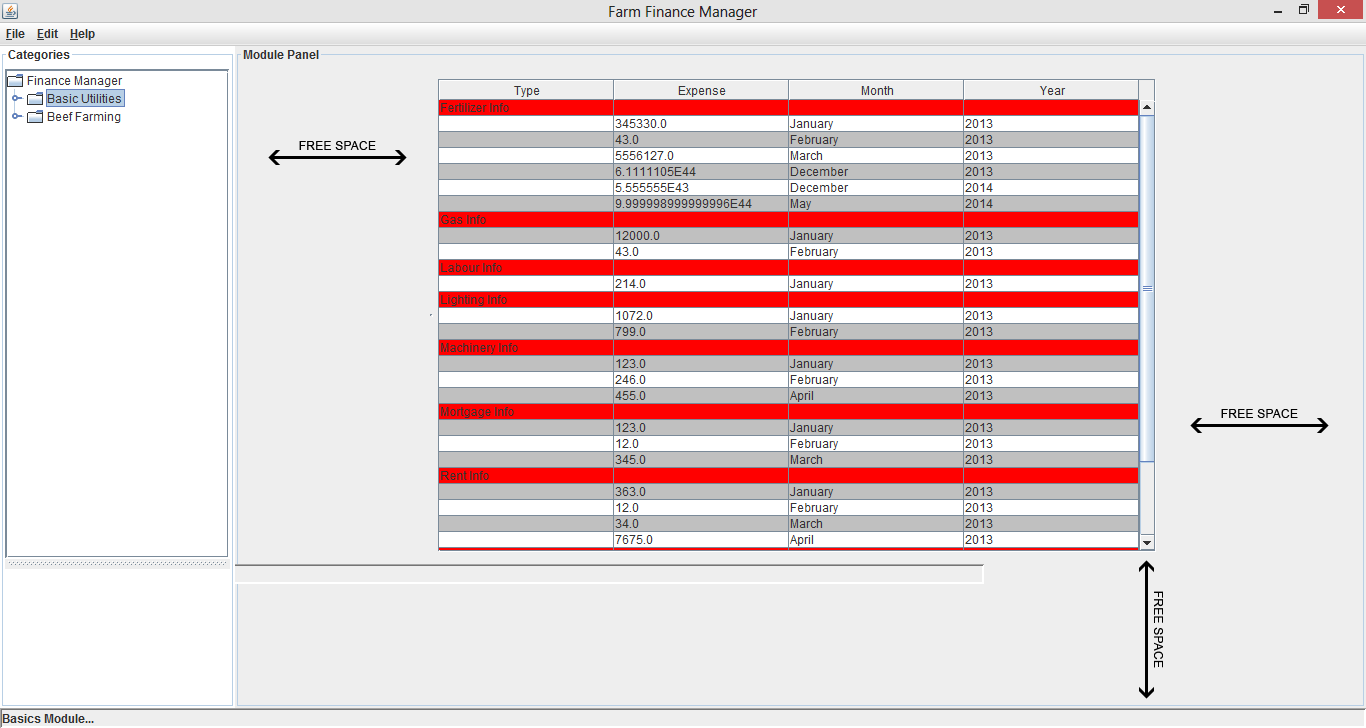 Farm Finance Manager
File Edit Help
Categories
Finance Manager
Basic Utilities
Beef Farming
Module Panel
Type Expense Month Year
Fertilizer Info
345330.0 January 2013
43.0 February 2013
5556127.0 March 2013
6.1111105E44 December 2013
5.555555E43 December 2014
9.999998999999996E44 May 2014
Gas Info
12000.0 January 2013
43.0 February 2013
Labour Info
214.0 January 2013
Lighting Info
1072.0 January 2013
799.0 February 2013
Machinery Info
123.0 January 2013
246.0 February 2013
455.0 April 2013
Mortgage Info
123.0 January 2013
12.0 February 2013
345.0 March 2013
Rent Info
363.0 January 2013
12.0 February 2013
34.0 March 2013
7675.0 April 2013
FREE SPACE
FREE SPACE
FREE SPACE
Basics Module...